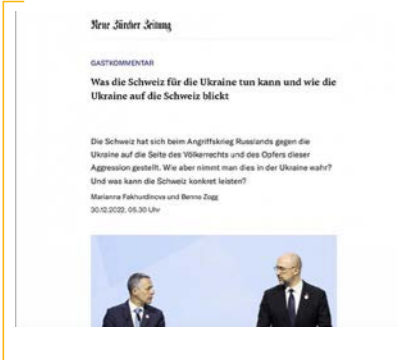 Neue Zürcher Zeitung
GASTKOMMENTAR
Was die Schweiz für die Ukraine tun kann und wie die
Ukraine auf die Schweiz blickt
Die Schweiz hat sich beim Angriffskrieg Russlands gegen die
Ukraine auf die Seite des Völkerrechts und des Opfers dieser
Aggression gestellt. Wie aber nimmt man dies in der Ukraine wahr?
Und was kann die Schweiz konkret leisten?
Marianna Fakhurdinova und Benno Zogg
30.12.2022, 05.30 Uhr